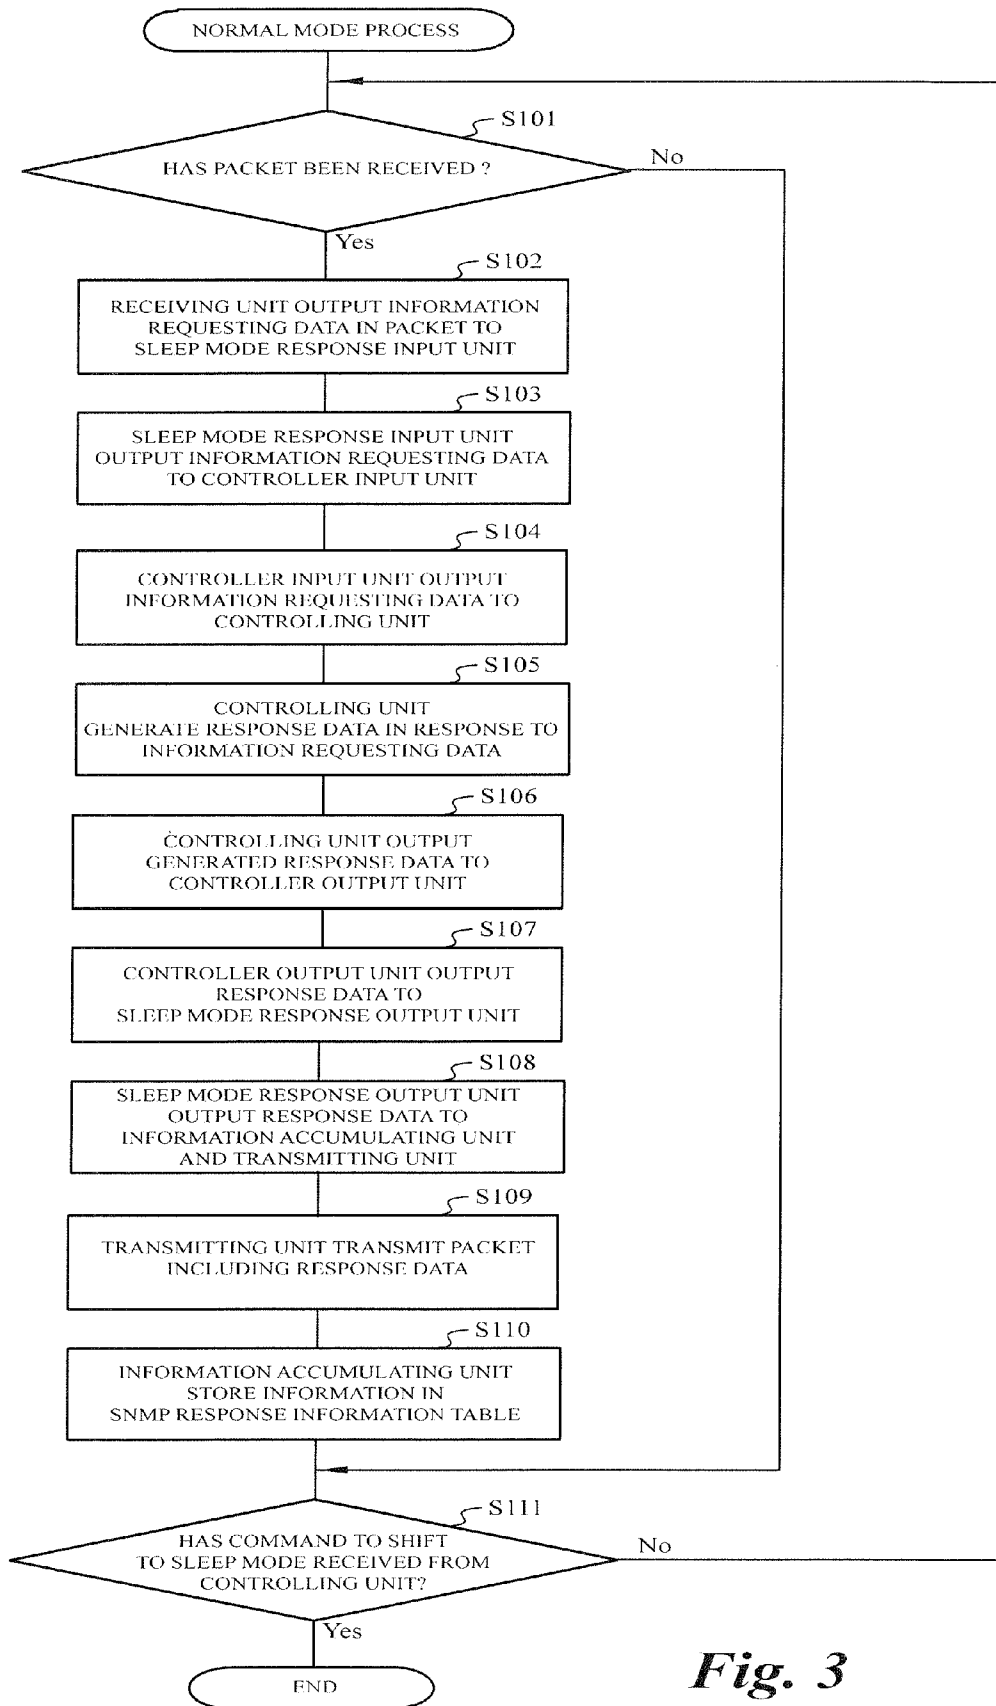 NORMAL MODE PROCESS
S101
HAS PACKET BEEN RECEIVED ?
No
Yes
S102
RECEIVING UNIT OUTPUT INFORMATION
REQUESTING DATA IN PACKET TO
SLEEP MODE RESPONSE INPUT UNIT
S103
SLEEP MODE RESPONSE INPUT UNIT
OUTPUT INFORMATION REQUESTING DATA
TO CONTROLLER INPUT UNIT
S104
CONTROLLER INPUT UNIT OUTPUT
INFORMATION REQUESTING DATA TO
CONTROLLING UNIT
S105
CONTROLLING UNIT
GENERATE RESPONSE DATA IN RESPONSE TO
INFORMATION REQUESTING DATA
S106
CONTROLLING UNIT OUTPUT
GENERATED RESPONSE DATA TO
CONTROLLER OUTPUT UNIT
S107
CONTROLLER OUTPUT UNIT OUTPUT
RESPONSE DATA TO
SLEEP MODE RESPONSE OUTPUT UNIT
S108
SLEEP MODE RESPONSE OUTPUT UNIT
OUTPUT RESPONSE DATA TO
INFORMATION ACCUMULATING UNIT
AND TRANSMITTING UNIT
S109
TRANSMITTING UNIT TRANSMIT PACKET
INCLUDING RESPONSE DATA
S110
INFORMATION ACCUMULATING UNIT
STORE INFORMATION IN
SNMP RESPONSE INFORMATION TABLE
S111
HAS COMMAND TO SHIFT
TO SLEEP MODE RECEIVED FROM
CONTROLLING UNIT?
No
Yes
END
Fig. 3